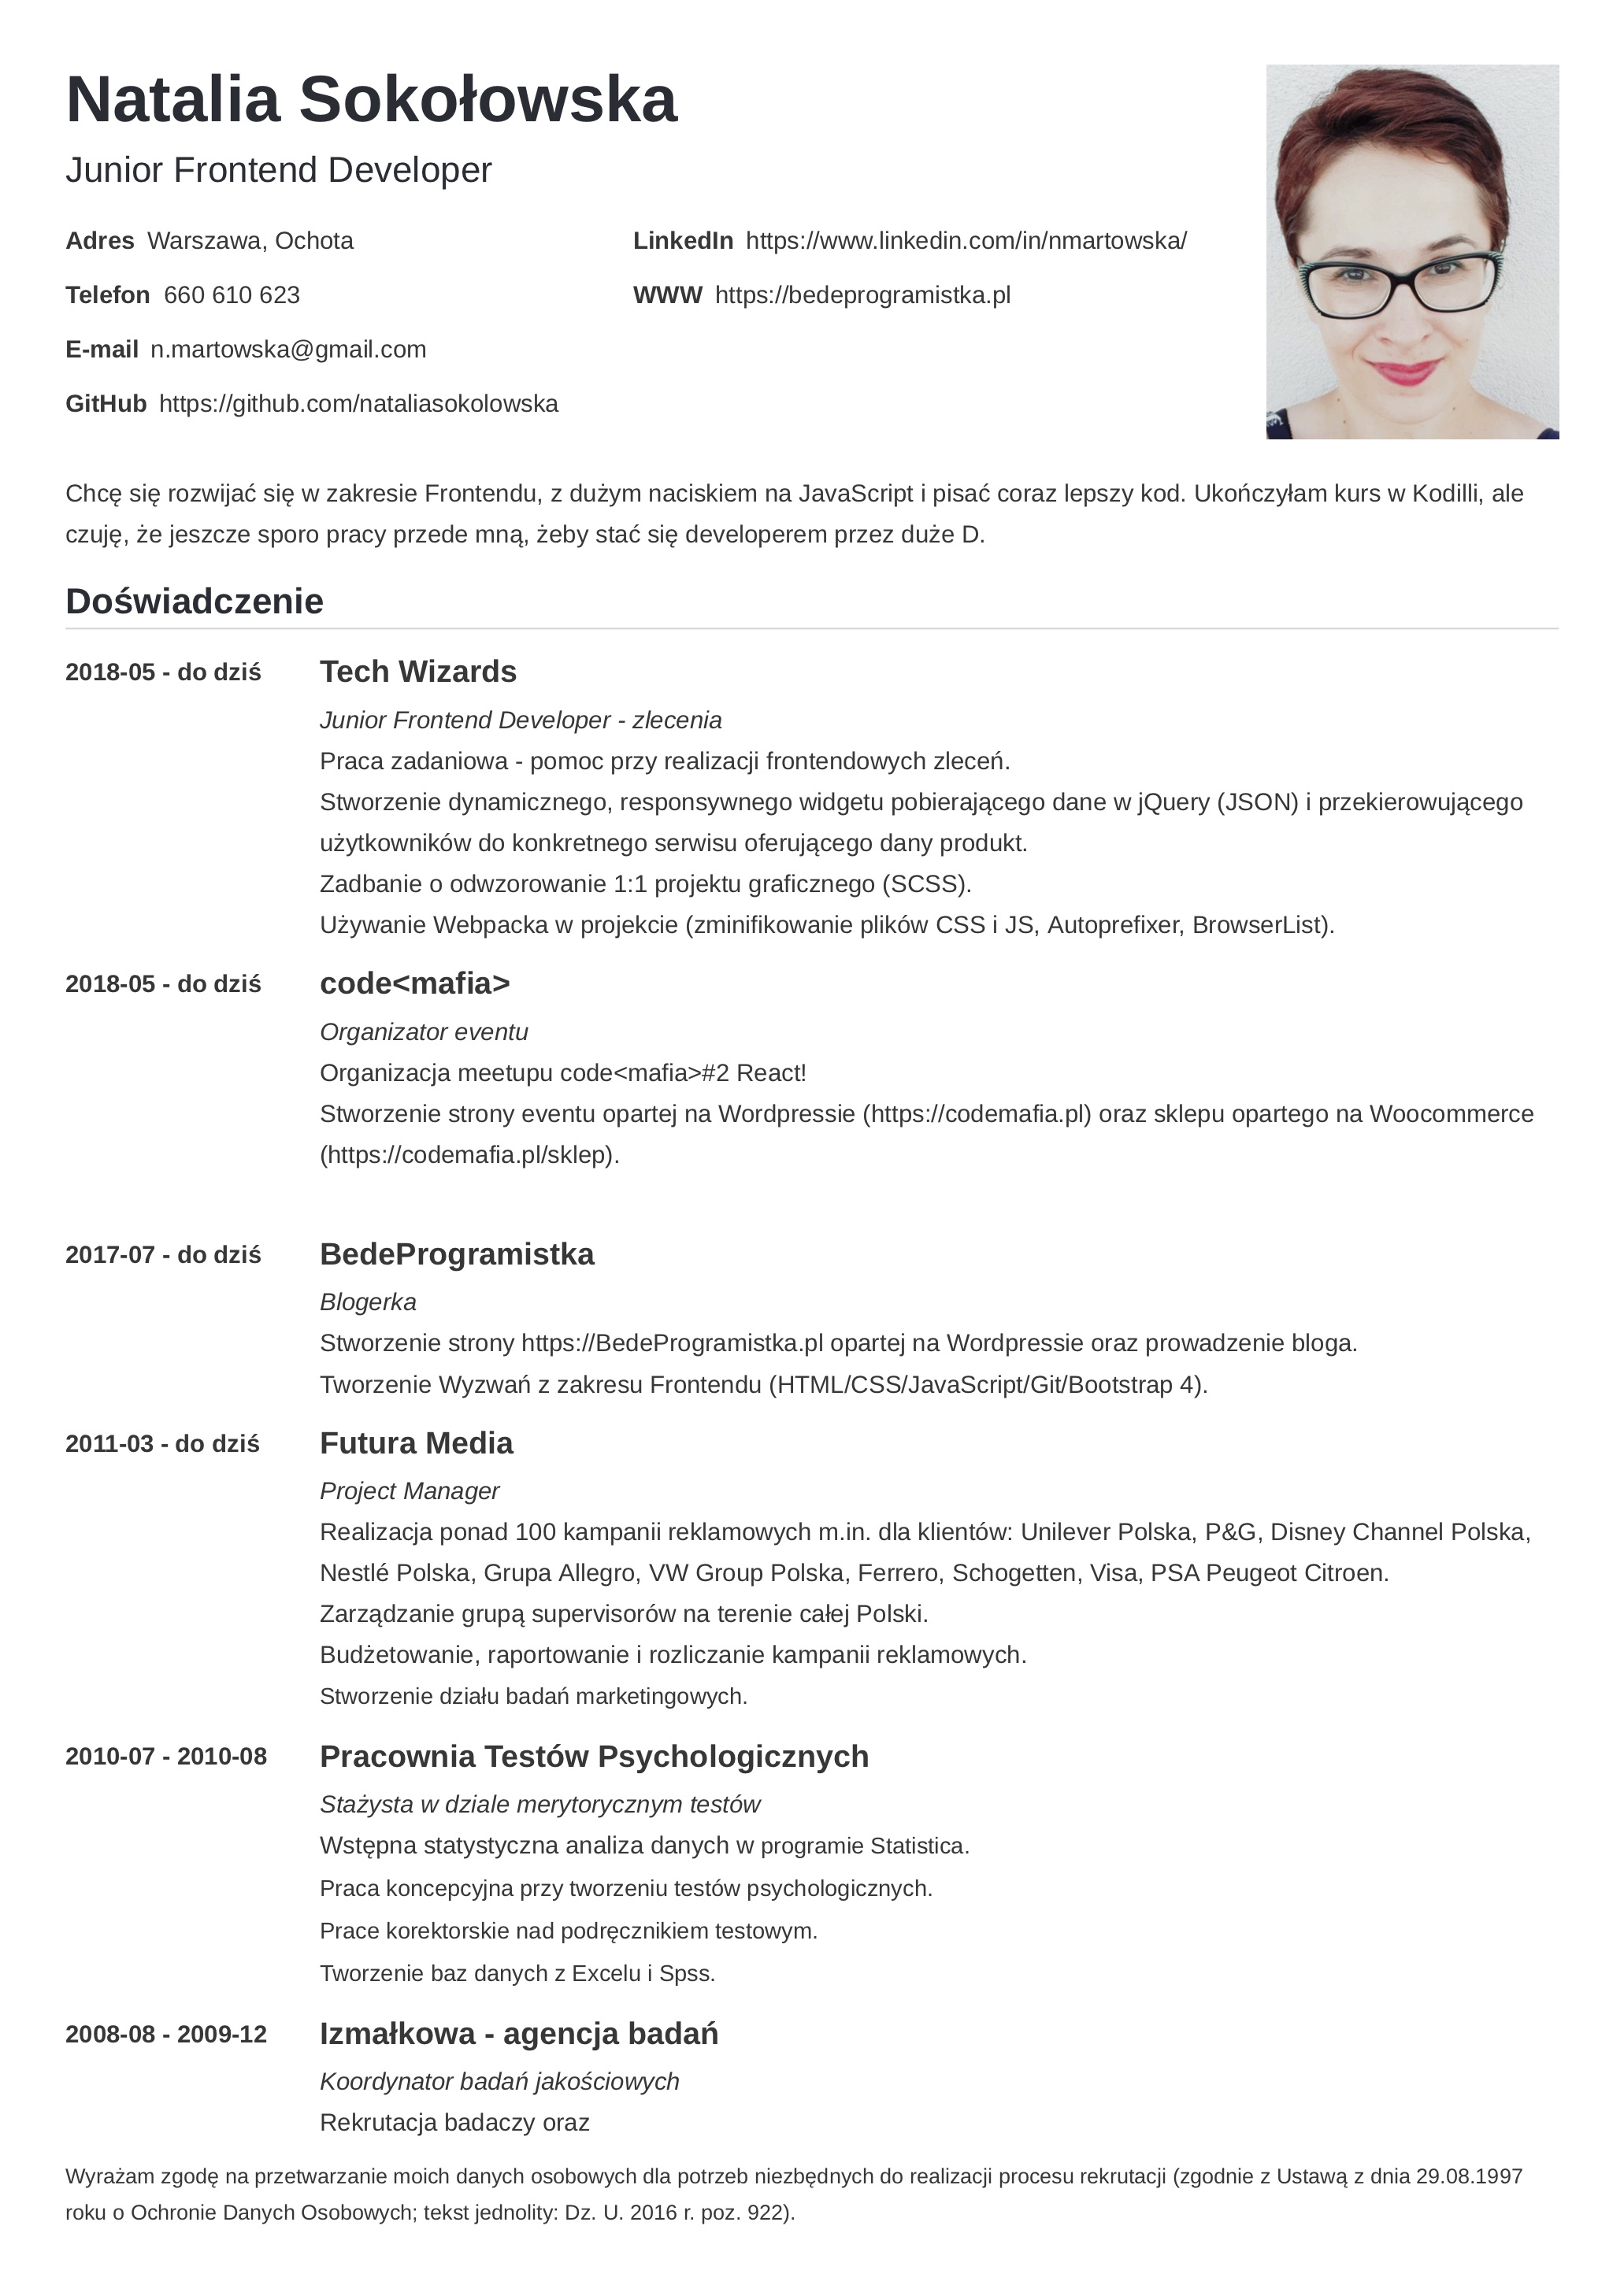 Natalia Sokołowska
Junior Frontend Developer
Adres Warszawa, Ochota
Telefon 660 610 623
E-mail n.martowska@gmail.com
GitHub https://github.com/nataliasokolowska
LinkedIn https://www.linkedin.com/in/nmartowska/
WWW https://bedeprogramistka.pl
Chcę się rozwijać się w zakresie Frontendu, z dużym naciskiem na JavaScript i pisać coraz lepszy kod. Ukończyłam kurs w Kodilli, ale
czuję, że jeszcze sporo pracy przede mną, żeby stać się developerem przez duże D.
Doświadczenie
2018-05 - do dziś Tech Wizards
Junior Frontend Developer - zlecenia
Praca zadaniowa - pomoc przy realizacji frontendowych zleceń.
Stworzenie dynamicznego, responsywnego widgetu pobierającego dane w jQuery (JSON) i przekierowującego
użytkowników do konkretnego serwisu oferującego dany produkt.
Zadbanie o odwzorowanie 1:1 projektu graficznego (SCSS).
Używanie Webpacka w projekcie (zminifikowanie plików CSS i JS, Autoprefixer, BrowserList).
2018-05 - do dziś code<mafia>
Organizator eventu
Organizacja meetupu code<mafia>#2 React!
Stworzenie strony eventu opartej na Wordpressie (https://codemafia.pl) oraz sklepu opartego na Woocommerce
(https://codemafia.pl/sklep).
2017-07 - do dziś BedeProgramistka
Blogerka
Stworzenie strony https://BedeProgramistka.pl opartej na Wordpressie oraz prowadzenie bloga.
Tworzenie Wyzwań z zakresu Frontendu (HTML/CSS/JavaScript/Git/Bootstrap 4).
2011-03 - do dziś Futura Media
Project Manager
Realizacja ponad 100 kampanii reklamowych m.in. dla klientów: Unilever Polska, P&G, Disney Channel Polska,
Nestlé Polska, Grupa Allegro, VW Group Polska, Ferrero, Schogetten, Visa, PSA Peugeot Citroen.
Zarządzanie grupą supervisorów na terenie całej Polski.
Budżetowanie, raportowanie i rozliczanie kampanii reklamowych.
Stworzenie działu badań marketingowych.
2010-07 - 2010-08 Pracownia Testów Psychologicznych
Stażysta w dziale merytorycznym testów
Wstępna statystyczna analiza danych w programie Statistica.
Praca koncepcyjna przy tworzeniu testów psychologicznych.
Prace korektorskie nad podręcznikiem testowym.
Tworzenie baz danych z Excelu i Spss.
2008-08 - 2009-12 Izmałkowa - agencja badań
Koordynator badań jakościowych
Rekrutacja badaczy oraz
Wyrażam zgodę na przetwarzanie moich danych osobowych dla potrzeb niezbędnych do realizacji procesu rekrutacji (zgodnie z Ustawą z dnia 29.08.1997
roku o Ochronie Danych Osobowych; tekst jednolity: Dz. U. 2016 r. poz. 922).